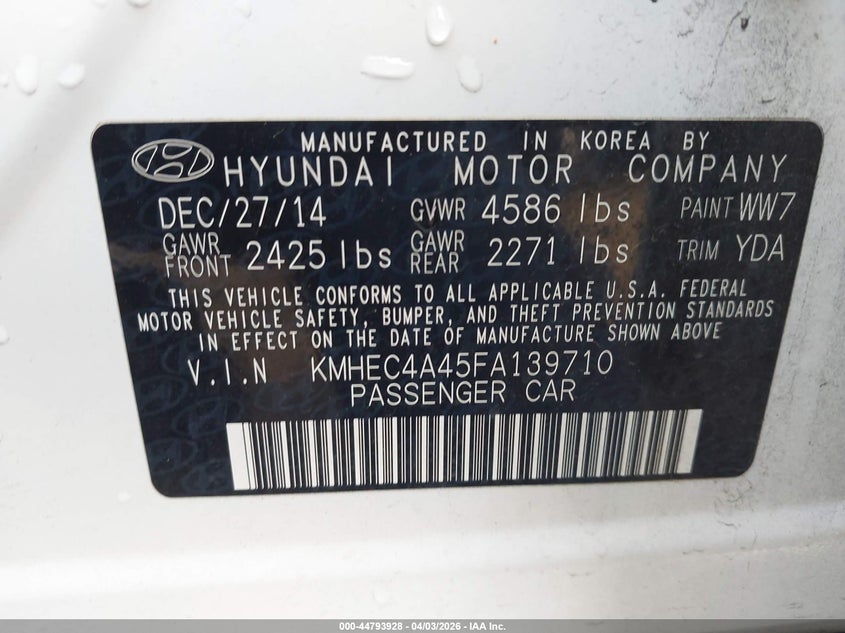 MANUFACTURED IN KOREA BY
HYUNDAI MOTOR COMPANY
DEC/27/14 GVWR 4586 lbs PAINT WW7
GAWR FRONT 2425 lbs GAWR REAR 2271 lbs TRIM YDA
THIS VEHICLE CONFORMS TO ALL APPLICABLE U.S.A. FEDERAL
MOTOR VEHICLE SAFETY, BUMPER, AND THEFT PREVENTION STANDARDS
IN EFFECT ON THE DATE OF MANUFACTURE SHOWN ABOVE
V.I.N KMHEC4A45FA139710
PASSENGER CAR
000-44793928 - 04/03/2026 - IAA Inc.